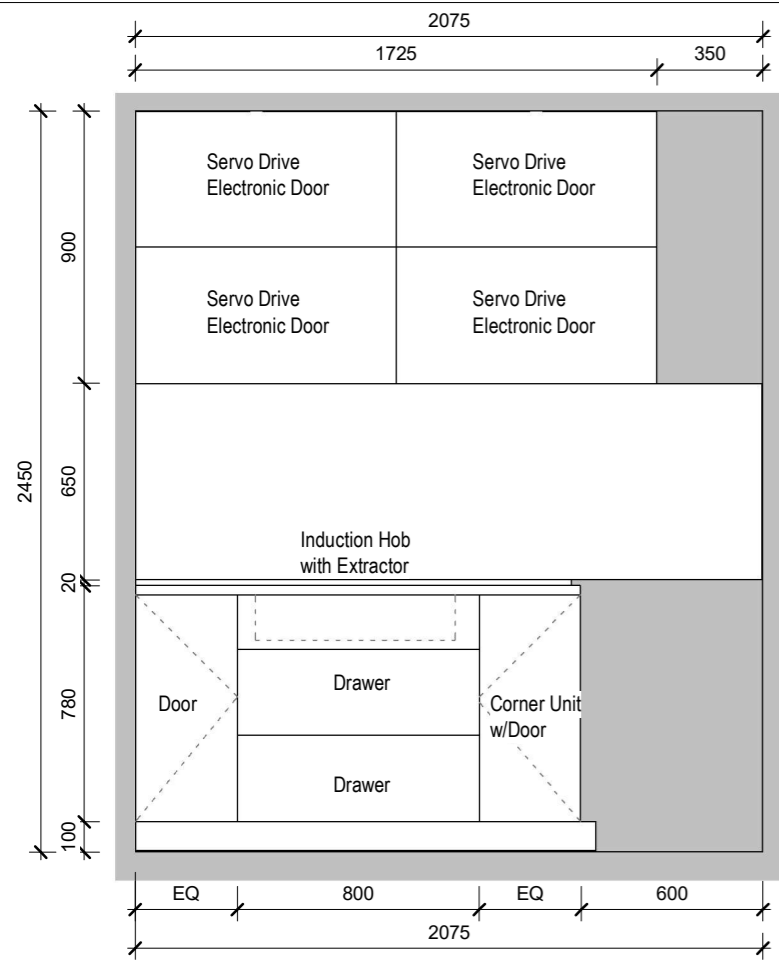 2075
1725
350
Servo Drive
Electronic Door
Servo Drive
Electronic Door
900
Servo Drive
Electronic Door
Servo Drive
Electronic Door
2450
650
Induction Hob
with Extractor
20
780
Door
Drawer
Corner Unit
w/Door
Drawer
100
EQ
800
EQ
600
2075